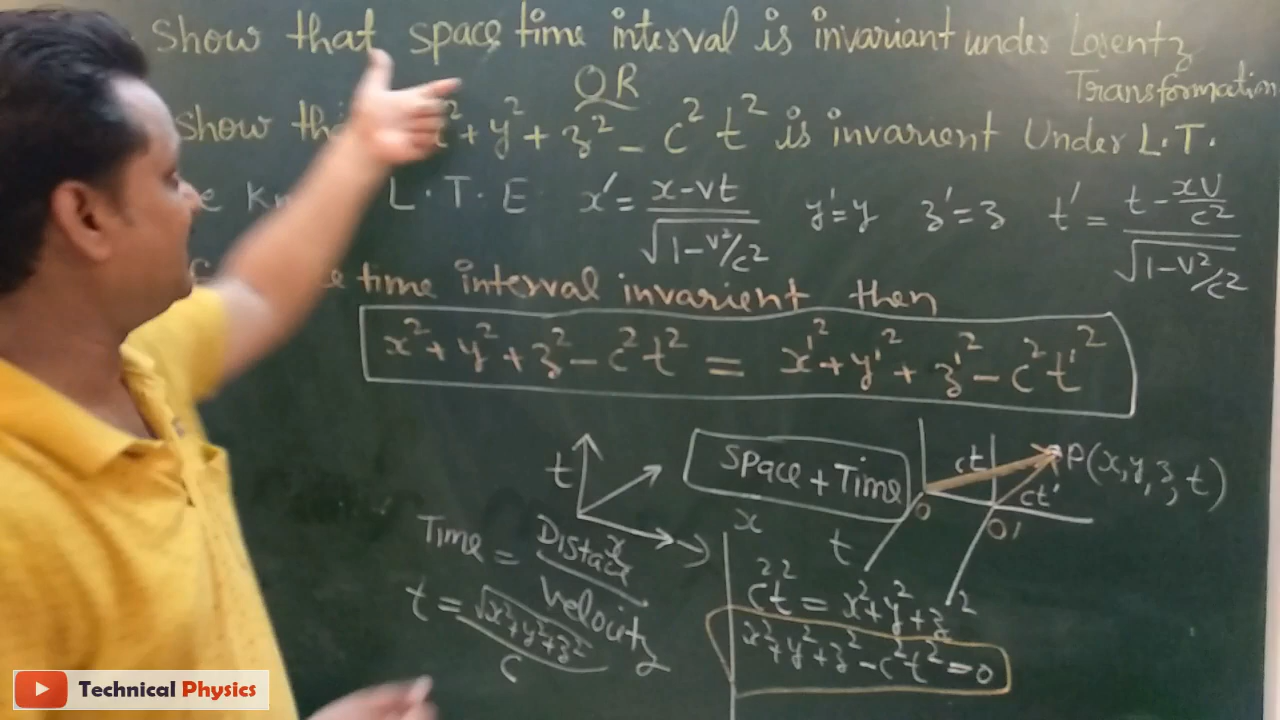 Show that space time interval is invariant under Lorentz
Transformation
OR
show x²+y²+z²-c²t² is invarient Under L.T.
L.T.E x'=x-vt/√1-v²/c² y'=y z'=z t'=t-xv/c²/√1-v²/c²
time interval invarient then
x²+y²+z²-c²t² = x'²+y'²+z'²-c²t'²
t
x
Space+Time
ct
P(x,y,z,t)
ct'
O
O'
x
t
Time = Distace/Velocity
t=√x²+y²+z²/c
c²t²=x²+y²+z²
x²+y²+z²-c²t²=0
Technical Physics